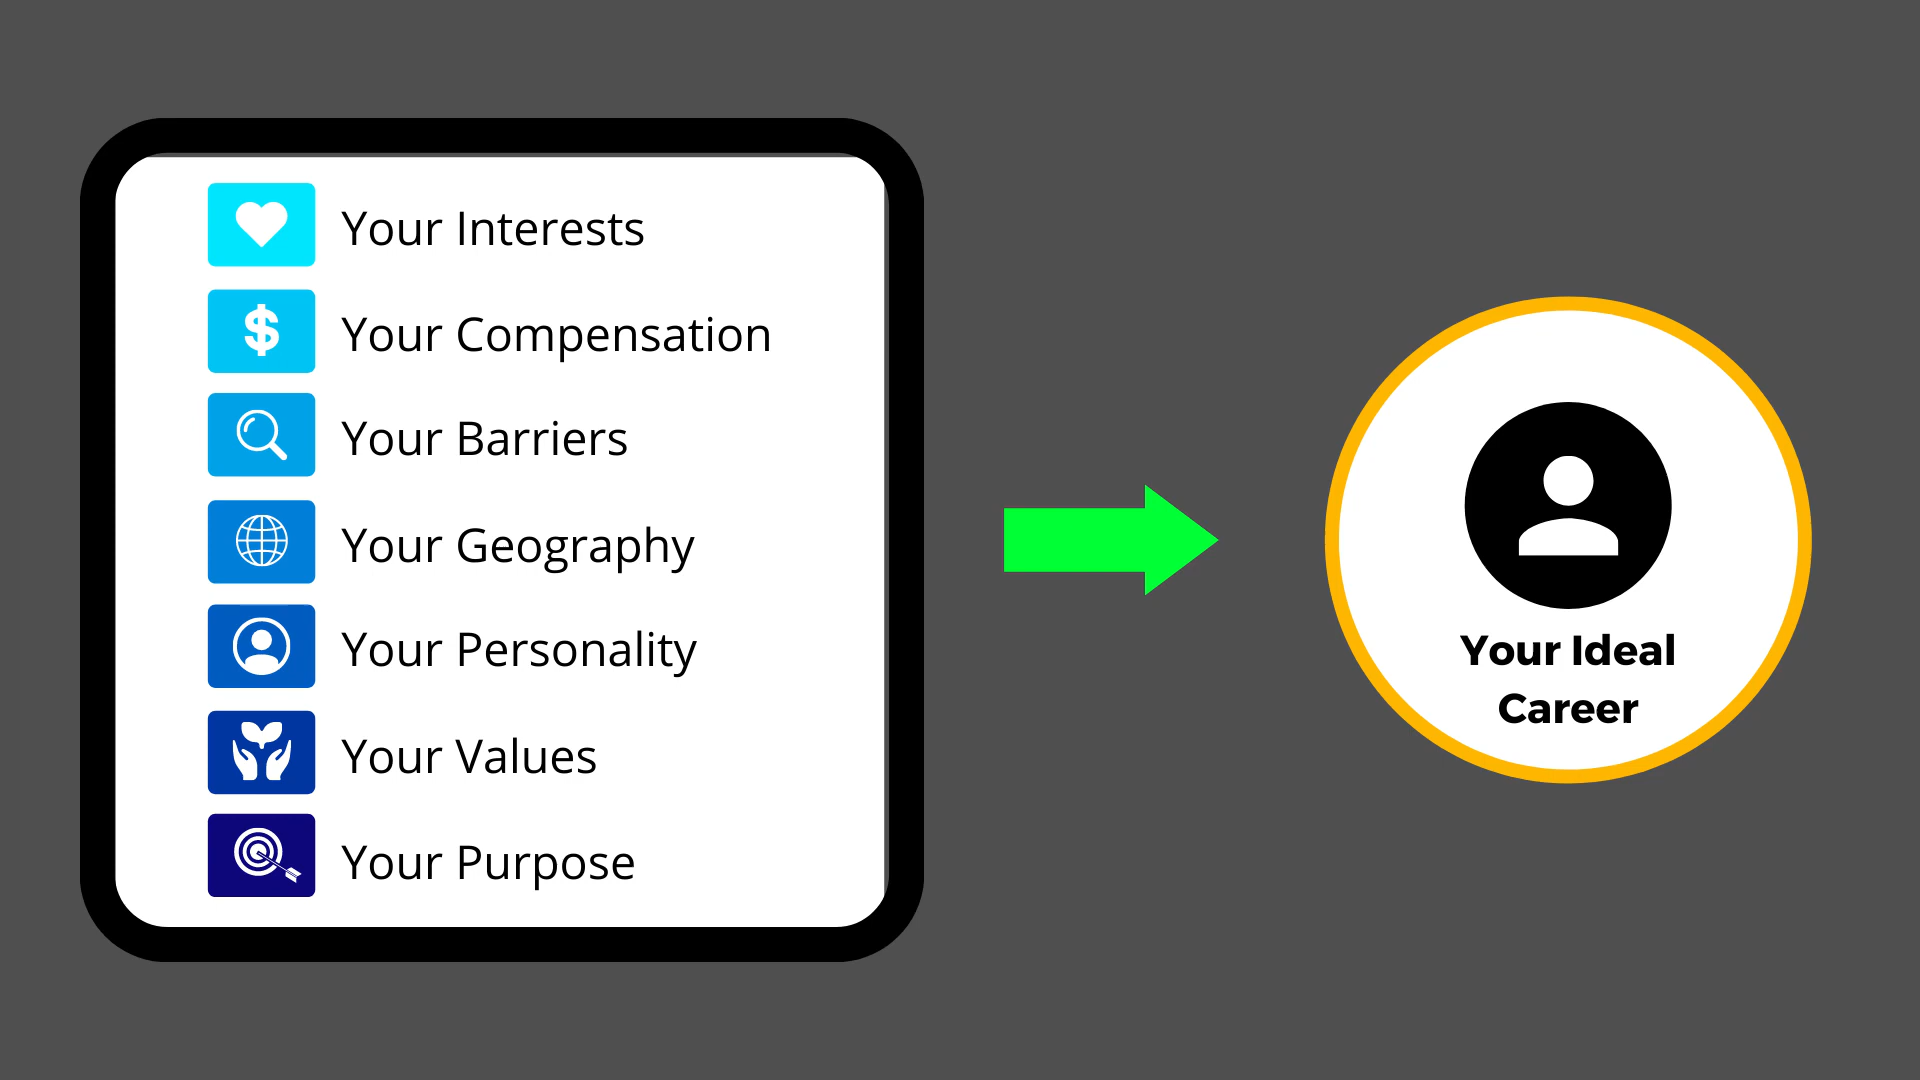 Your Interests
Your Compensation
Your Barriers
Your Geography
Your Personality
Your Values
Your Purpose
Your Ideal
Career